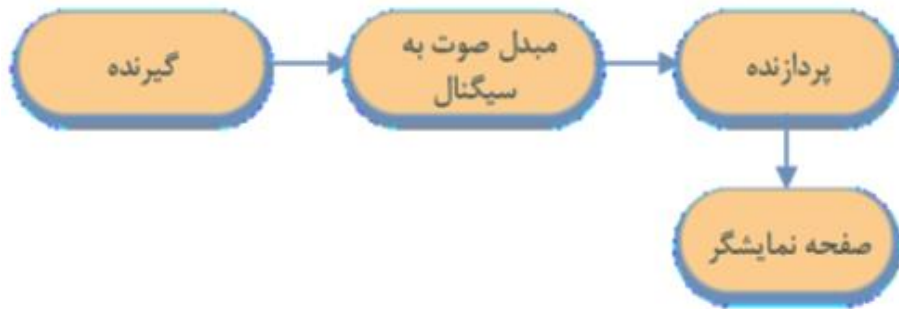 گیرنده
مبدل صوت به
سیگنال
پردازنده
صفحه نمایشگر